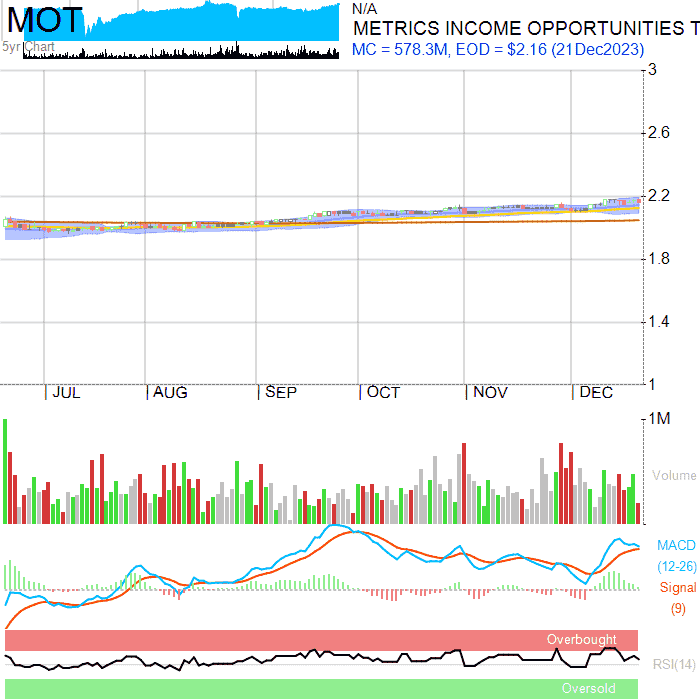 MOT
5yr Chart
N/A
METRICS INCOME OPPORTUNITIES T
MC = 578.3M, EOD = $2.16 (21Dec2023)
3
2.6
2.2
1.8
1.4
1
JUL AUG SEP OCT NOV DEC
1M
Volume
MACD
(12-26)
Signal
(9)
Overbought
RSI(14)
Oversold